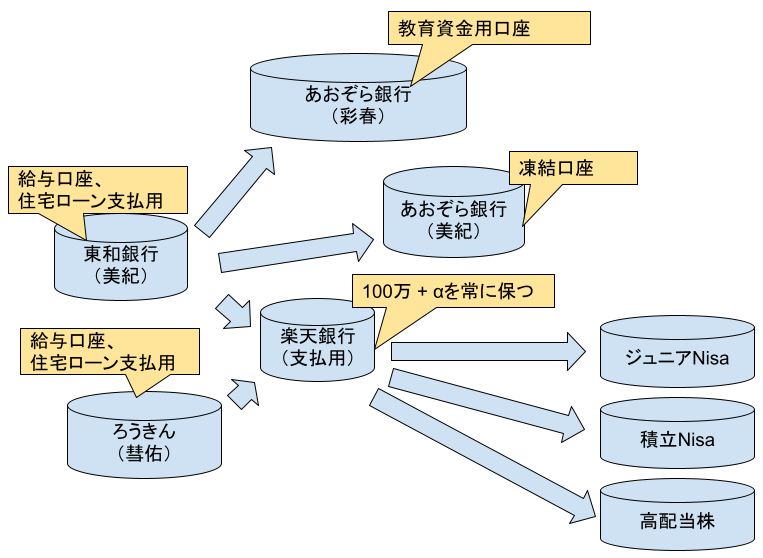 教育資金用口座
あおぞら銀行
（彩春）
給与口座、
住宅ローン支払用
東和銀行
（美紀）
凍結口座
あおぞら銀行
（美紀）
100万 + αを常に保つ
楽天銀行
（支払用）
給与口座、
住宅ローン支払用
ろうきん
（彗佑）
ジュニアNisa
積立Nisa
高配当株